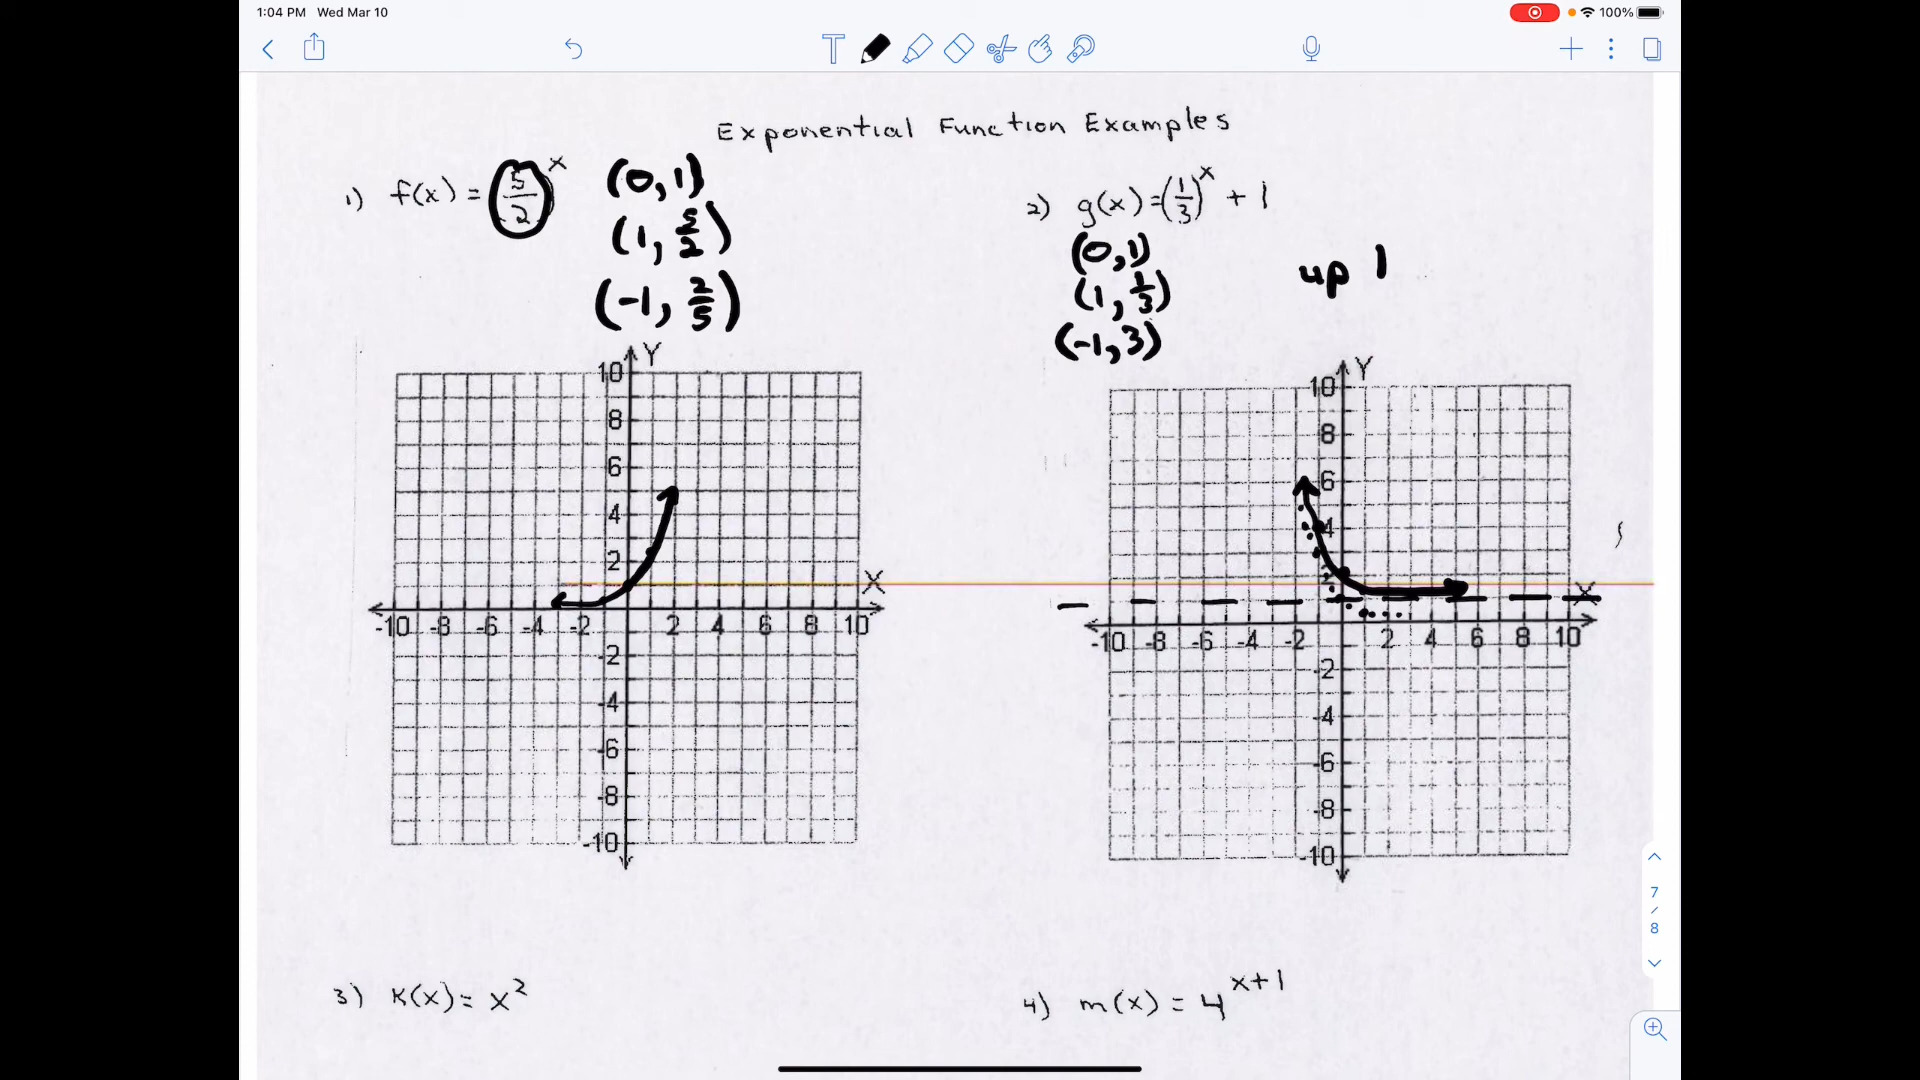 1:04 PM Wed Mar 10
100%
Exponential Function Examples
1) f(x) = (5/2)^x
(0,1)
(1, 5/2)
(-1, 2/5)
2) g(x) = (1/3)^x + 1
(0,1)
(1, 1/3)
(-1,3)
up 1
Y
10
8
6
4
2
X
-10 -8 -6 -4 -2 2 4 6 8 10
-2
-4
-6
-8
-10
Y
10
8
6
4
2
X
-10 -8 -6 -4 -2 2 4 6 8 10
-2
-4
-6
-8
-10
3) K(x) = x^2
4) m(x) = 4^x+1
7
/
8